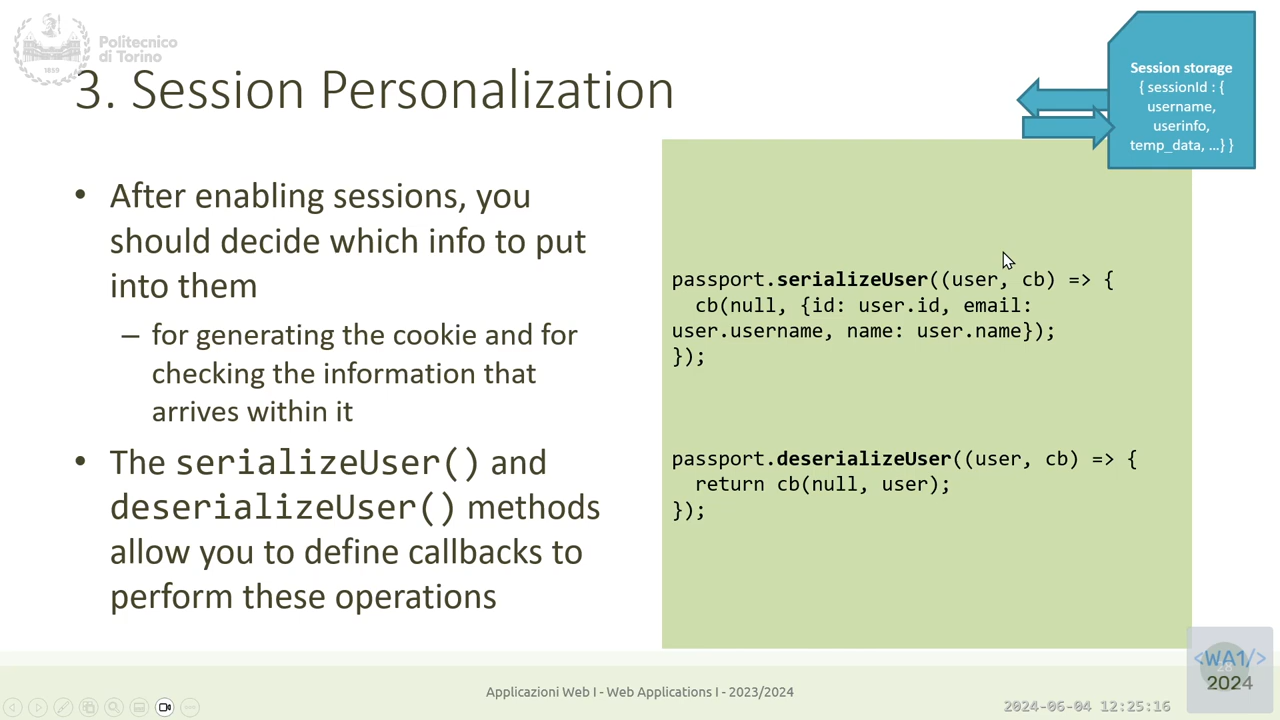 Politecnico
di Torino
1859
3. Session Personalization
Session storage
{ sessionId : {
username,
userinfo,
temp_data, …} }
• After enabling sessions, you
should decide which info to put
into them
– for generating the cookie and for
checking the information that
arrives within it
• The serializeUser() and
deserializeUser() methods
allow you to define callbacks to
perform these operations
passport.serializeUser((user, cb) => {
cb(null, {id: user.id, email:
user.username, name: user.name});
});
passport.deserializeUser((user, cb) => {
return cb(null, user);
});
Applicazioni Web I - Web Applications I - 2023/2024
<WA1/>
2024
2024-06-04 12:25:16